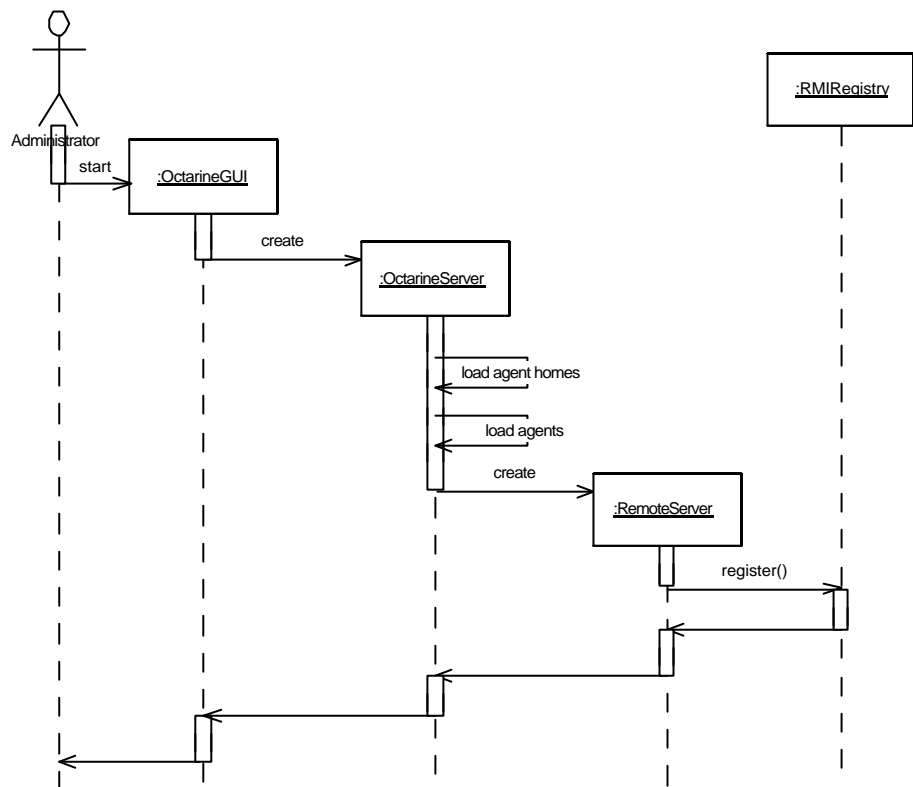 :RMIRegistry
Administrator
start
:OctarineGUI
create
:OctarineServer
load agent homes
load agents
create
:RemoteServer
register()